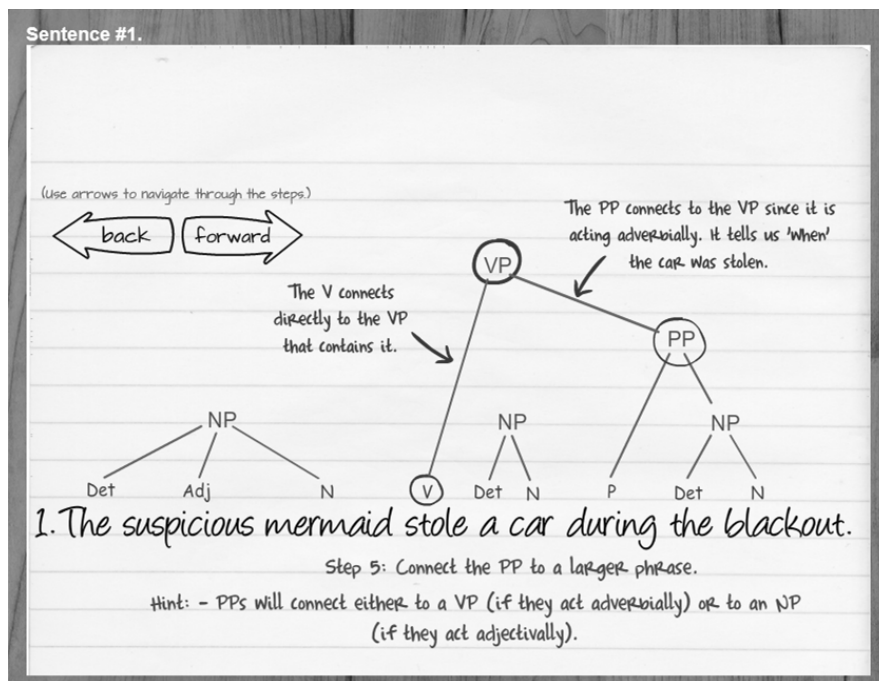 Sentence #1.
(Use arrows to navigate through the steps.)
back
forward
The PP connects to the VP since it is
acting adverbially. It tells us 'when'
the car was stolen.
VP
The V connects
directly to the VP
that contains it.
PP
NP
NP
NP
Det
Adj
N
V
Det
N
P
Det
N
1. The suspicious mermaid stole a car during the blackout.
Step 5: Connect the PP to a larger phrase.
Hint: - PPs will connect either to a VP (if they act adverbially) or to an NP
(if they act adjectivally).